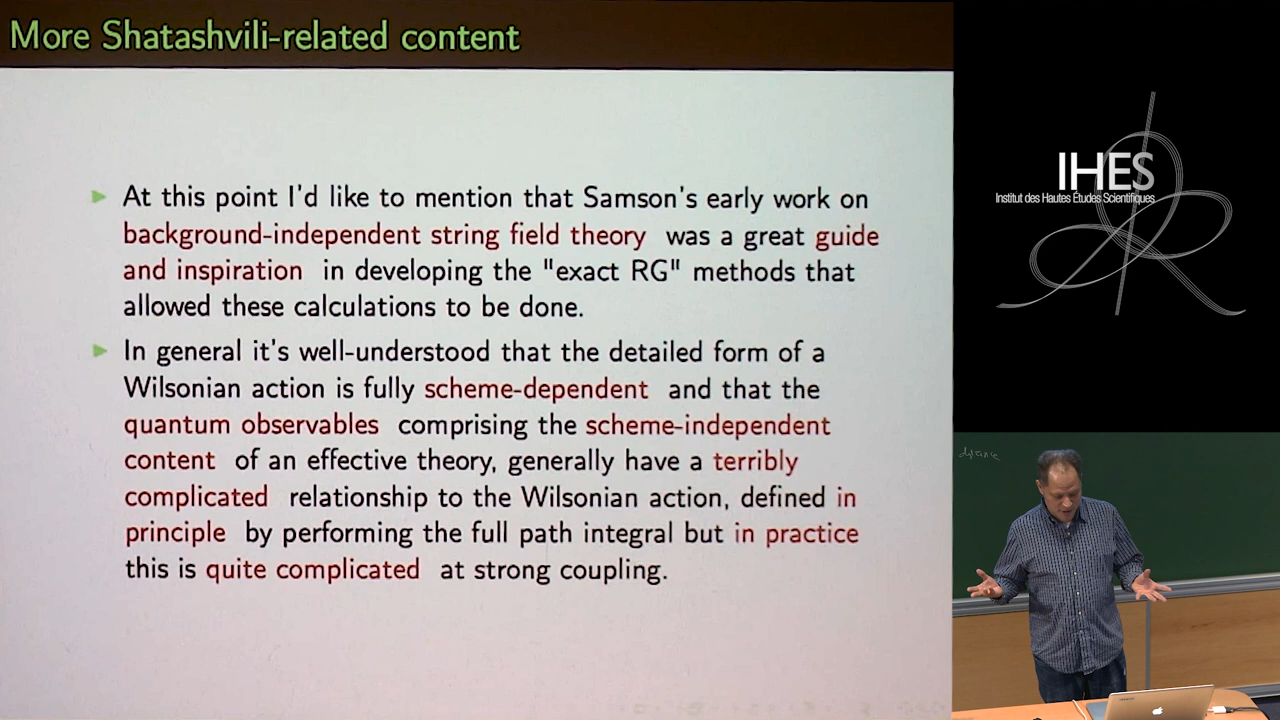 More Shatashvili-related content
At this point I'd like to mention that Samson's early work on
background-independent string field theory was a great guide
and inspiration in developing the "exact RG" methods that
allowed these calculations to be done.
In general it's well-understood that the detailed form of a
Wilsonian action is fully scheme-dependent and that the
quantum observables comprising the scheme-independent
content of an effective theory, generally have a terribly
complicated relationship to the Wilsonian action, defined in
principle by performing the full path integral but in practice
this is quite complicated at strong coupling.
IHES
Institut des Hautes Études Scientifiques
distance